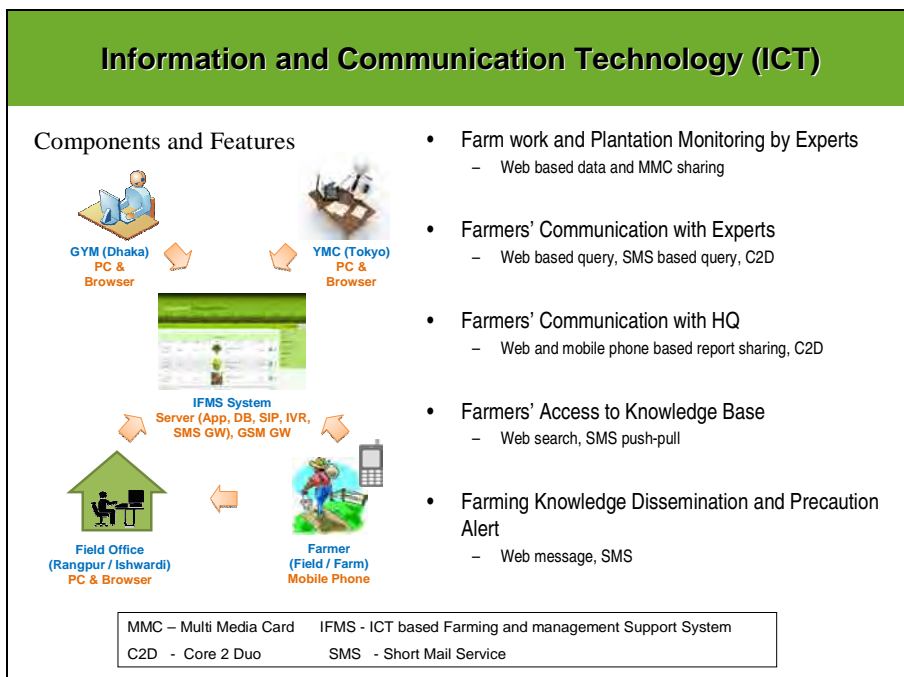 Information and Communication Technology (ICT)
Components and Features
GYM (Dhaka)
PC &
Browser
YMC (Tokyo)
PC &
Browser
IFMS System
Server (App, DB, SIP, IVR,
SMS GW), GSM GW
Field Office
(Rangpur / Ishwardi)
PC & Browser
Farmer
(Field / Farm)
Mobile Phone
• Farm work and Plantation Monitoring by Experts
– Web based data and MMC sharing
• Farmers' Communication with Experts
– Web based query, SMS based query, C2D
• Farmers' Communication with HQ
– Web and mobile phone based report sharing, C2D
• Farmers' Access to Knowledge Base
– Web search, SMS push-pull
• Farming Knowledge Dissemination and Precaution
Alert
– Web message, SMS
MMC – Multi Media Card IFMS - ICT based Farming and management Support System
C2D - Core 2 Duo SMS - Short Mail Service